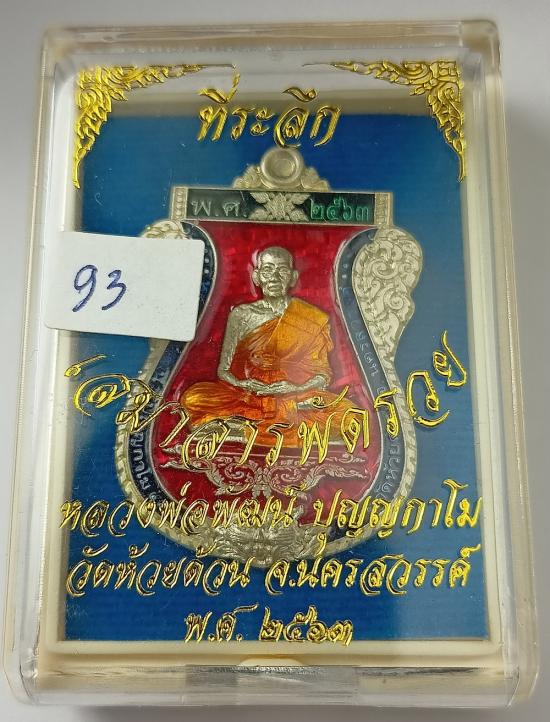 ที่ระลึก
พ.ศ. ๒๕๖๓
93
เสมาสารพัดรวย
หลวงพ่อพัฒน์ ปุญญกาโม
วัดห้วยด้วน จ.นครสวรรค์
พ.ศ. ๒๕๖๓